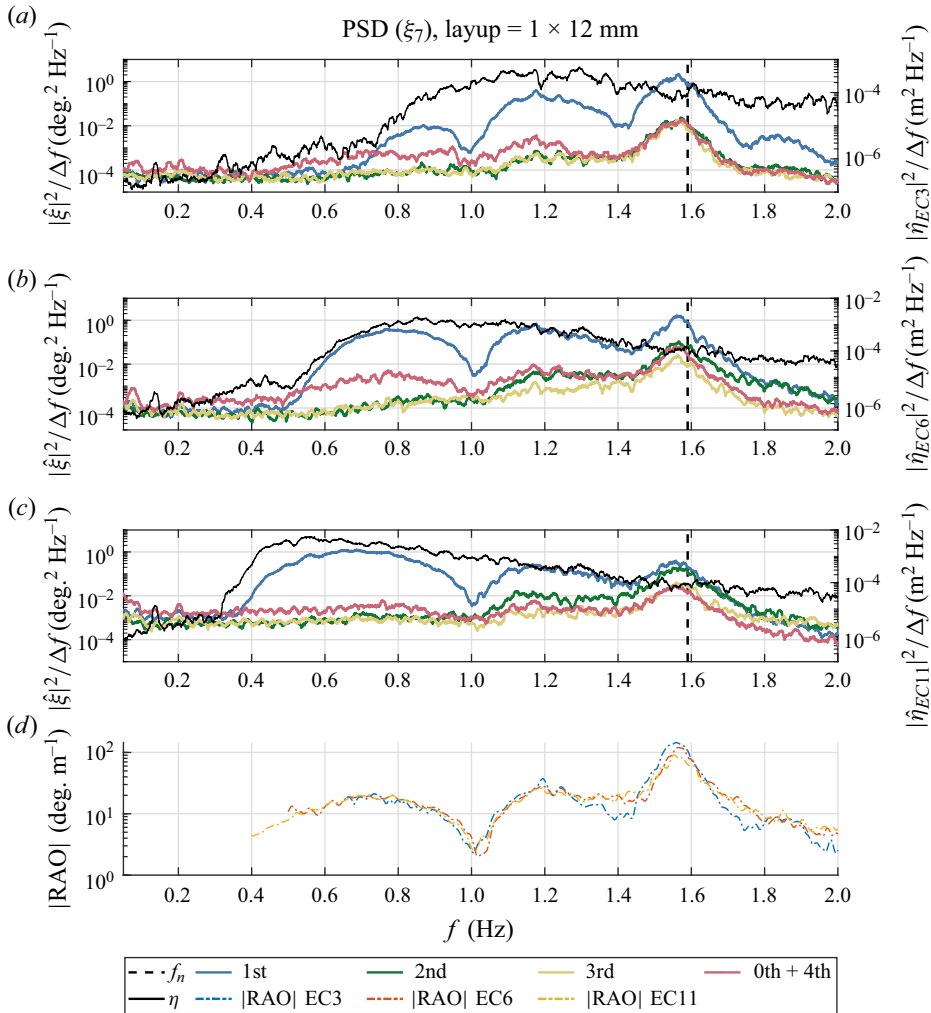 PSD (ξ7), layup = 1 × 12 mm
(a)
|ξ̂|²/Δf (deg.² Hz⁻¹)
10⁰
10⁻²
10⁻⁴
10⁻⁴
10⁻⁶
|η̂EC3|²/Δf (m² Hz⁻¹)
0.2 0.4 0.6 0.8 1.0 1.2 1.4 1.6 1.8 2.0
(b)
|ξ̂|²/Δf (deg.² Hz⁻¹)
10⁰
10⁻²
10⁻⁴
10⁻²
10⁻⁴
10⁻⁶
|η̂EC6|²/Δf (m² Hz⁻¹)
0.2 0.4 0.6 0.8 1.0 1.2 1.4 1.6 1.8 2.0
(c)
|ξ̂|²/Δf (deg.² Hz⁻¹)
10⁰
10⁻²
10⁻⁴
10⁻²
10⁻⁴
10⁻⁶
|η̂EC11|²/Δf (m² Hz⁻¹)
0.2 0.4 0.6 0.8 1.0 1.2 1.4 1.6 1.8 2.0
(d)
|RAO| (deg. m⁻¹)
10²
10¹
10⁰
0.2 0.4 0.6 0.8 1.0 1.2 1.4 1.6 1.8 2.0
f (Hz)
fn 1st 2nd 3rd 0th + 4th
η |RAO| EC3 |RAO| EC6 |RAO| EC11